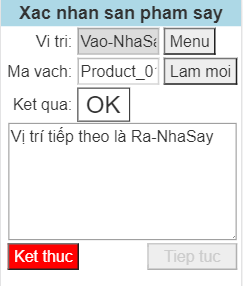 Xac nhan san pham say
Vi tri: Vao-NhaSa Menu
Ma vach: Product_01 Lam moi
Ket qua: OK
Vị trí tiếp theo là Ra-NhaSay
Ket thuc Tiep tuc